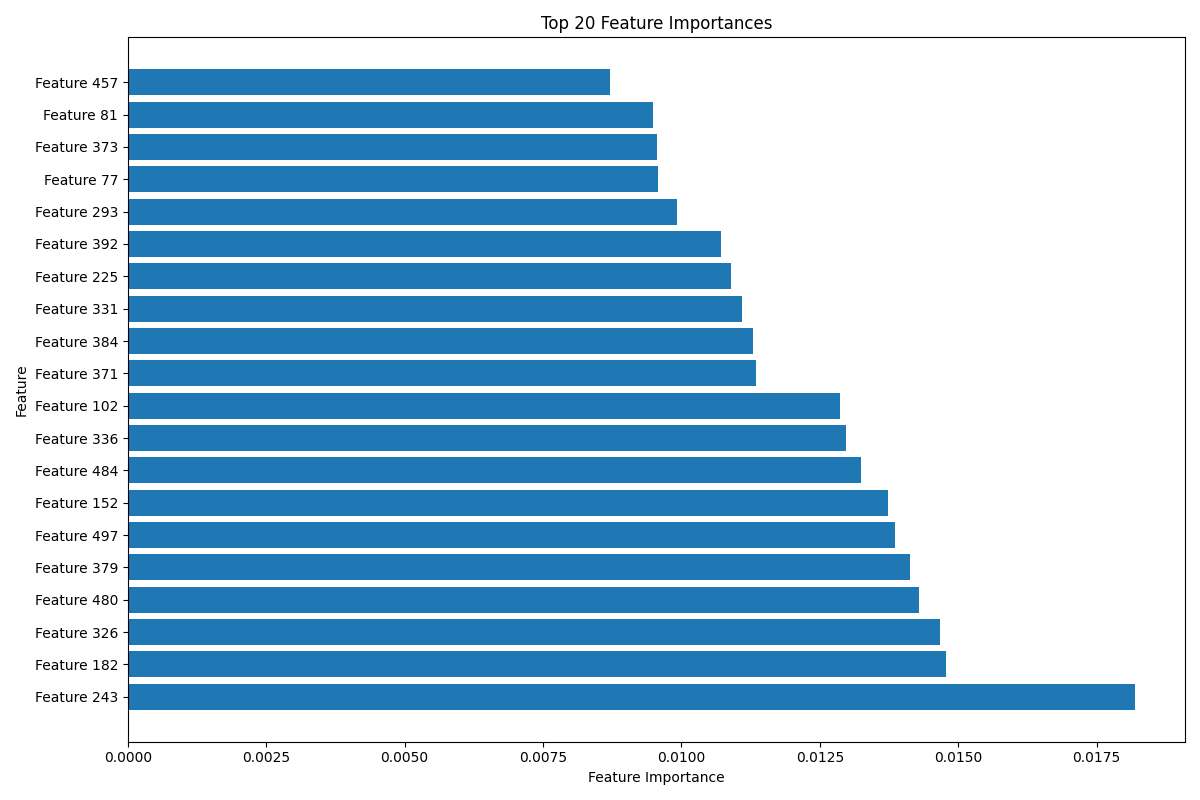 Top 20 Feature Importances
Feature
Feature 457
Feature 81
Feature 373
Feature 77
Feature 293
Feature 392
Feature 225
Feature 331
Feature 384
Feature 371
Feature 102
Feature 336
Feature 484
Feature 152
Feature 497
Feature 379
Feature 480
Feature 326
Feature 182
Feature 243
0.0000 0.0025 0.0050 0.0075 0.0100 0.0125 0.0150 0.0175
Feature Importance